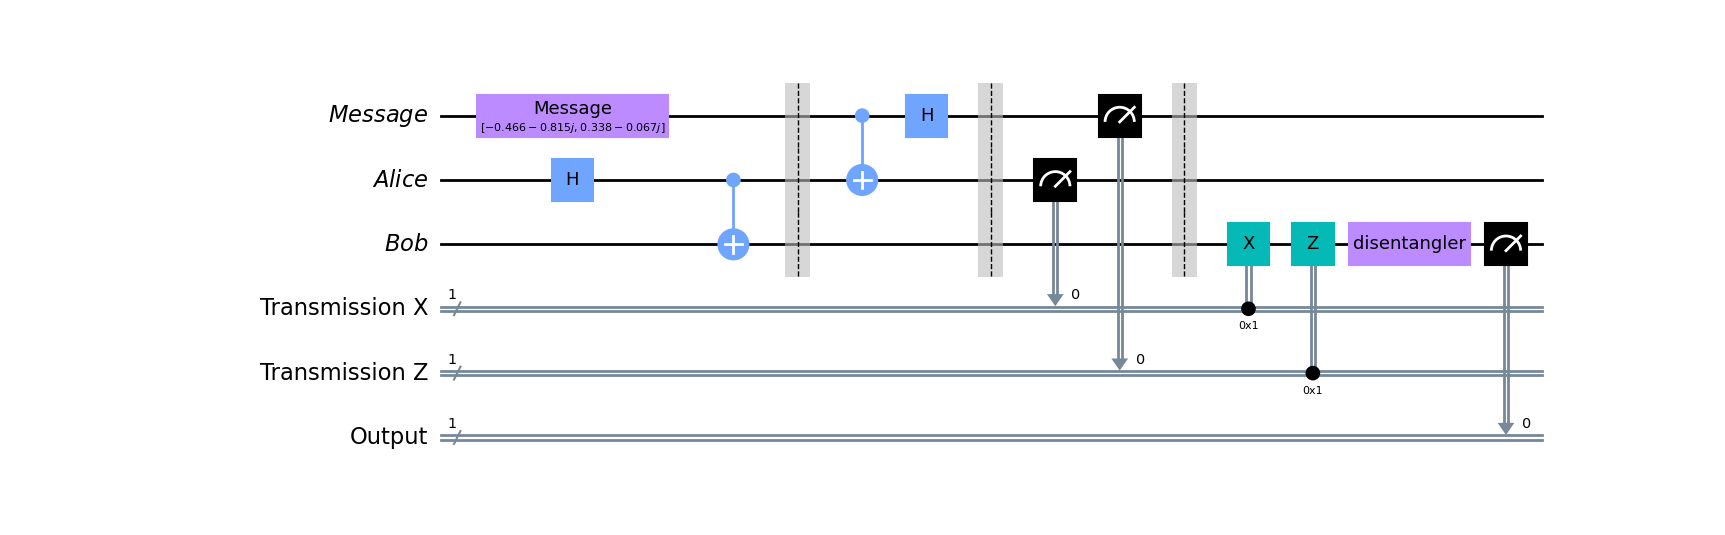 Message
Message
[−0.466 − 0.815j, 0.338 − 0.067j]
H
Alice
H
Bob
X
Z
disentangler
Transmission X
1
0
0x1
Transmission Z
1
0
0x1
Output
1
0